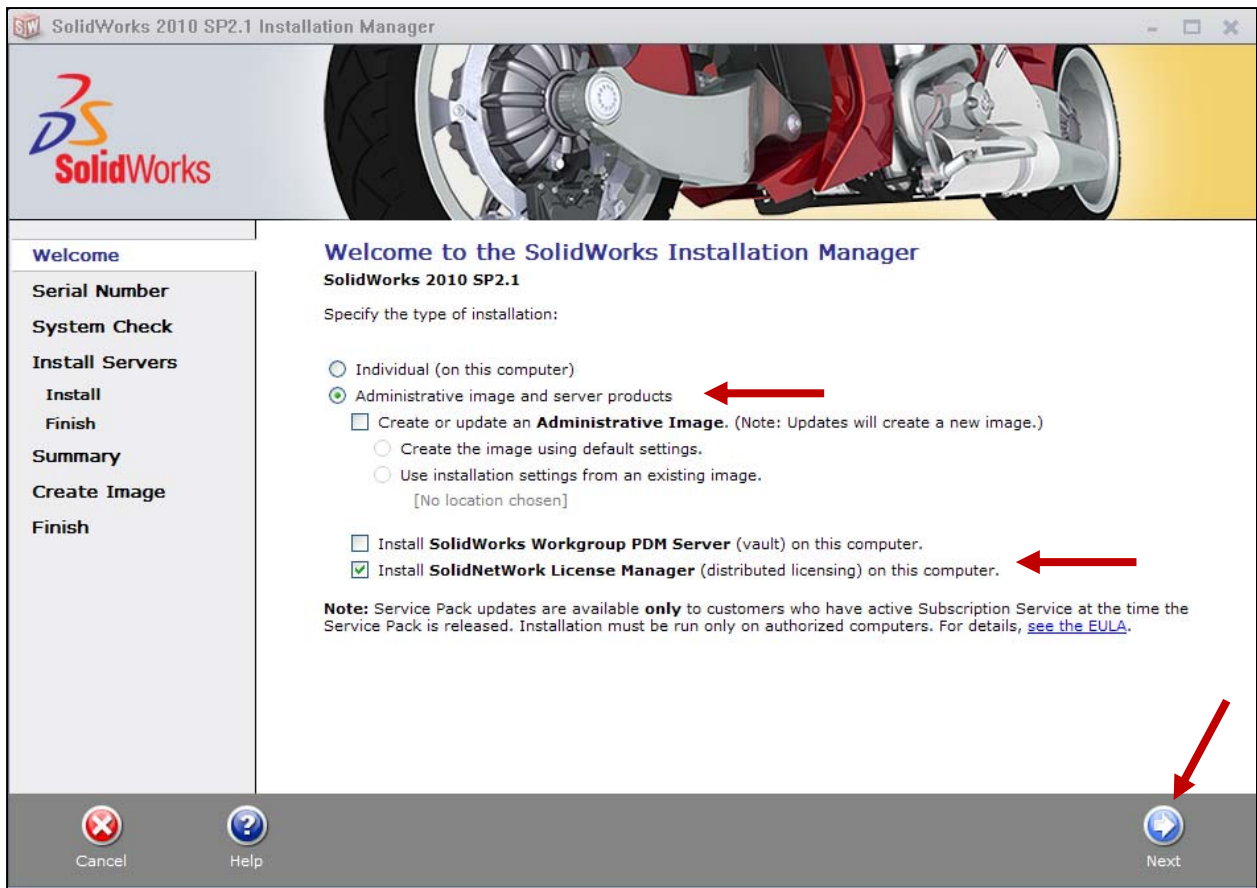 SolidWorks 2010 SP2.1 Installation Manager
SolidWorks
Welcome
Serial Number
System Check
Install Servers
Install
Finish
Summary
Create Image
Finish
Welcome to the SolidWorks Installation Manager
SolidWorks 2010 SP2.1
Specify the type of installation:
Individual (on this computer)
Administrative image and server products
Create or update an Administrative Image. (Note: Updates will create a new image.)
Create the image using default settings.
Use installation settings from an existing image.
[No location chosen]
Install SolidWorks Workgroup PDM Server (vault) on this computer.
Install SolidNetWork License Manager (distributed licensing) on this computer.
Note: Service Pack updates are available only to customers who have active Subscription Service at the time the
Service Pack is released. Installation must be run only on authorized computers. For details, see the EULA.
Cancel
Help
Next